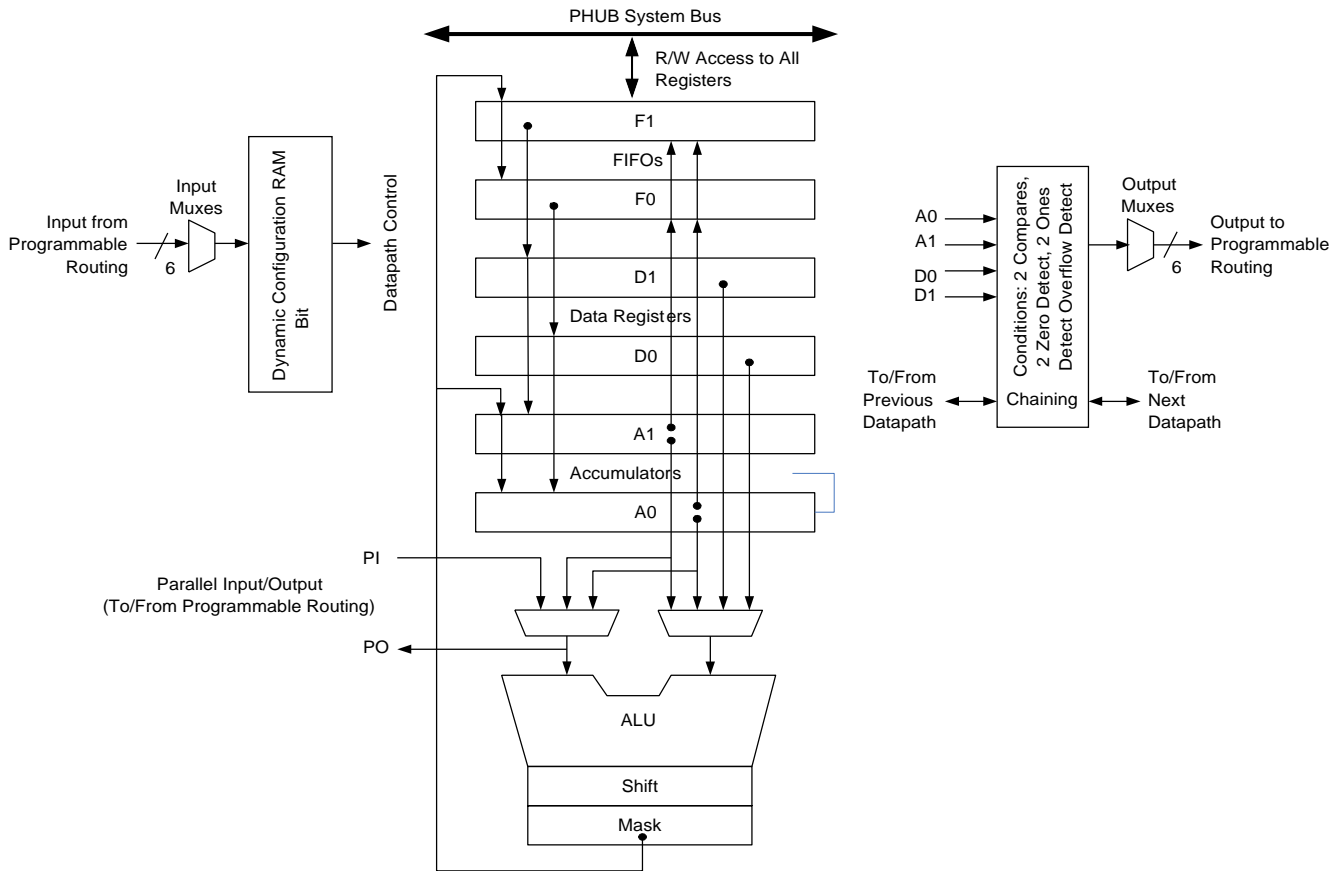 PHUB System Bus
R/W Access to All
Registers
F1
FIFOs
F0
D1
Data Registers
D0
A1
Accumulators
A0
Input from
Programmable
Routing
6
Input
Muxes
Dynamic Configuration RAM
Bit
Datapath Control
PI
Parallel Input/Output
(To/From Programmable Routing)
PO
ALU
Shift
Mask
A0
A1
D0
D1
Conditions: 2 Compares,
2 Zero Detect, 2 Ones
Detect Overflow Detect
Output
Muxes
6
Output to
Programmable
Routing
To/From
Previous
Datapath
Chaining
To/From
Next
Datapath